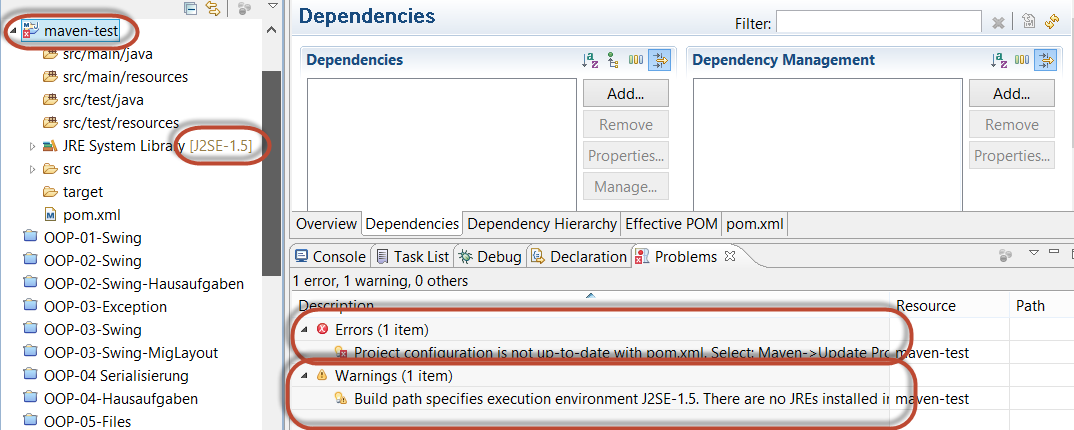 maven-test
src/main/java
src/main/resources
src/test/java
src/test/resources
JRE System Library [J2SE-1.5]
src
target
pom.xml
OOP-01-Swing
OOP-02-Swing
OOP-02-Swing-Hausaufgaben
OOP-03-Exception
OOP-03-Swing
OOP-03-Swing-MigLayout
OOP-04 Serialisierung
OOP-04-Hausaufgaben
OOP-05-Files
Dependencies
Filter:
Dependencies
Add...
Remove
Properties...
Manage...
Dependency Management
Add...
Remove
Properties...
Overview Dependencies Dependency Hierarchy Effective POM pom.xml
Console Task List Debug Declaration Problems
1 error, 1 warning, 0 others
Description Resource Path
Errors (1 item)
Project configuration is not up-to-date with pom.xml. Select: Maven->Update Pro maven-test
Warnings (1 item)
Build path specifies execution environment J2SE-1.5. There are no JREs installed in maven-test